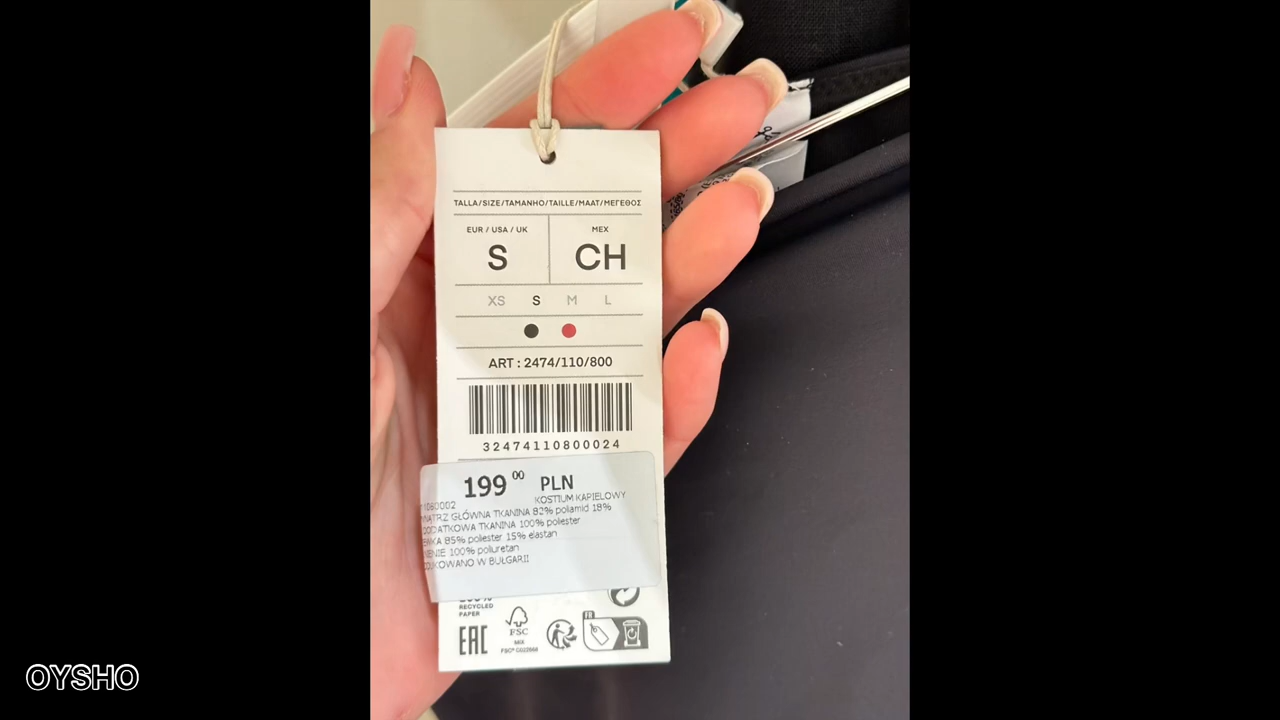 TALLA/SIZE/TAMANHO/TAILLE/MAAT/ΜΕΓΕΘΟΣ
EUR / USA / UK
MEX
S
CH
XS S M L
ART : 2474/110/800
32474110800024
199 00 PLN
KOSTIUM KĄPIELOWY
GŁÓWNA TKANINA 82% poliamid 18%
TKANINA 100% poliester
85% poliester 15% elastan
100% poliuretan
W BUŁGARII
RECYCLED
PAPER
EAC
FSC
MIX
FR
OYSHO